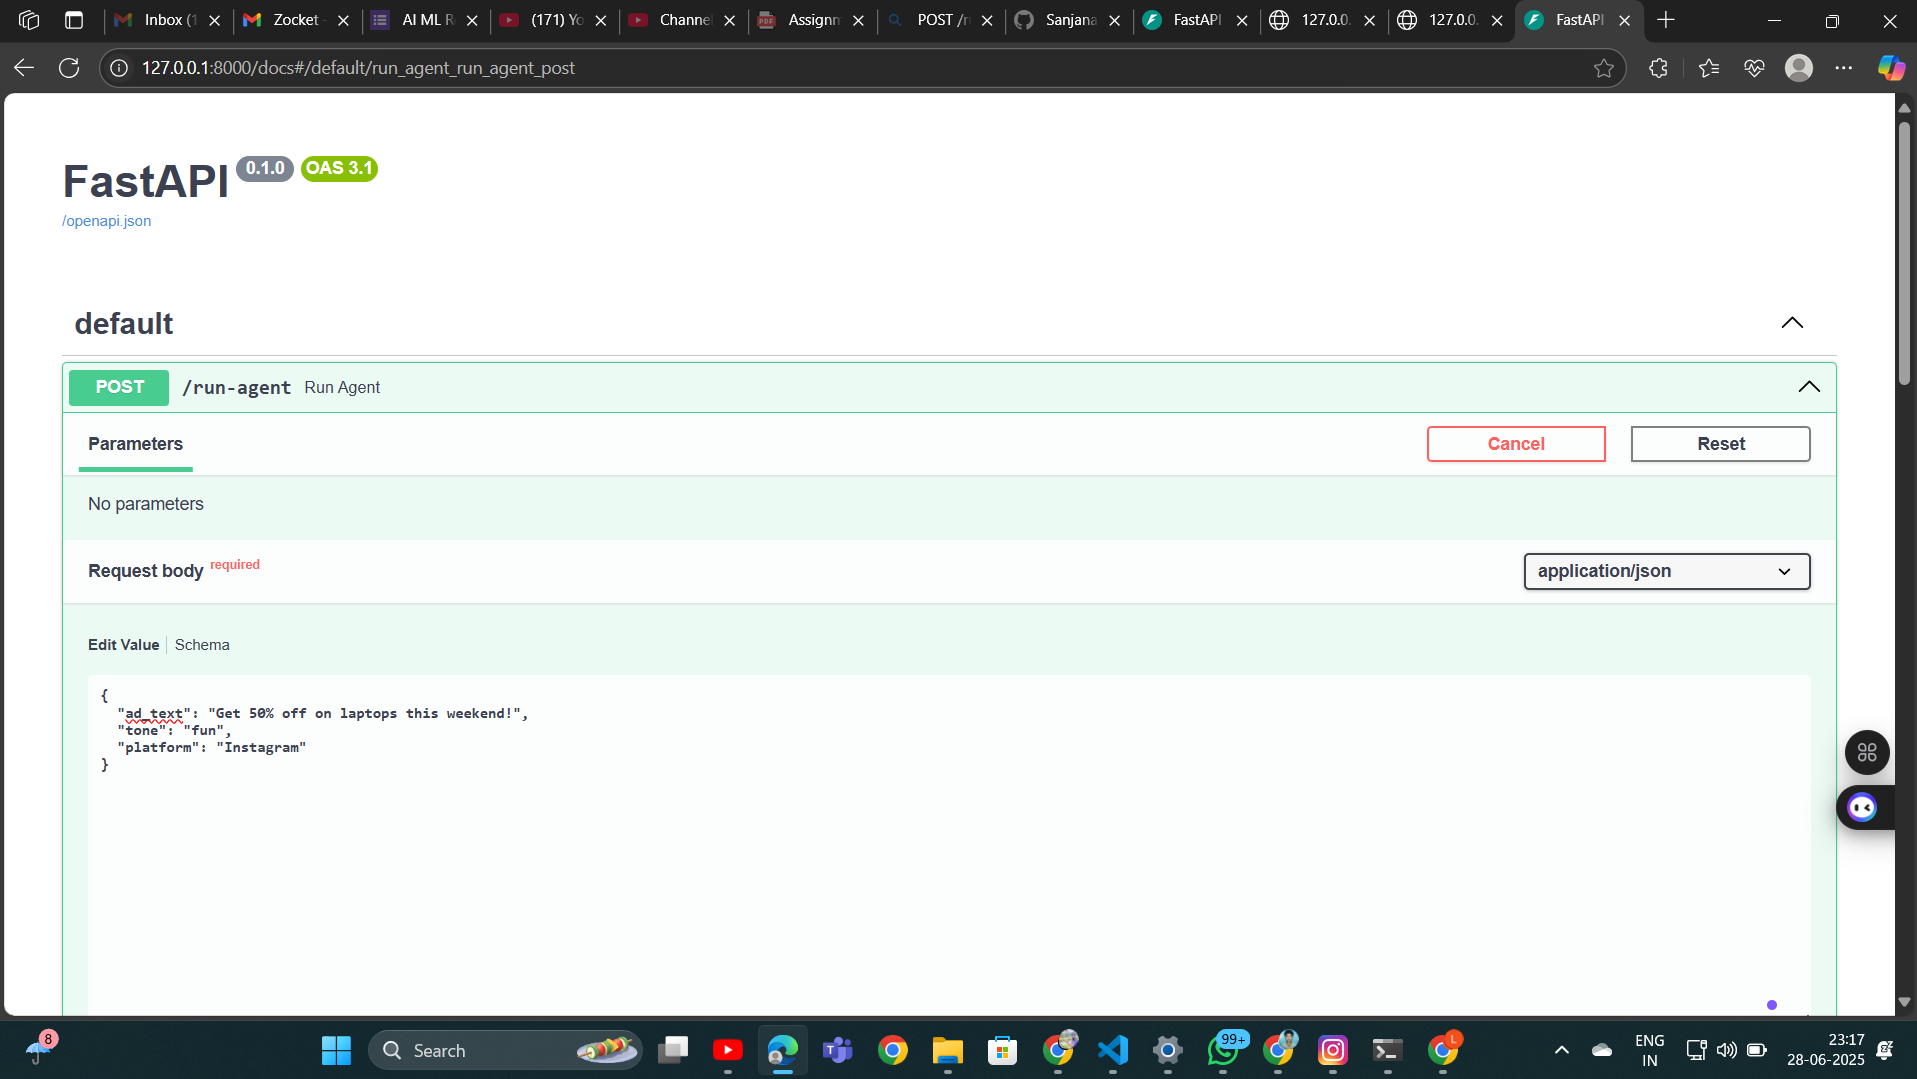 Inbox (1
Zocket -
AI ML R
(171) Yo
Channel
Assignm
POST /r
Sanjana
FastAPI
127.0.0.
127.0.0.
FastAPI
127.0.0.1:8000/docs#/default/run_agent_run_agent_post
FastAPI 0.1.0 OAS 3.1
/openapi.json
default
POST /run-agent Run Agent
Parameters
Cancel
Reset
No parameters
Request body required
application/json
Edit Value
Schema
{
"ad_text": "Get 50% off on laptops this weekend!",
"tone": "fun",
"platform": "Instagram"
}
8
Search
99+
L
ENG
IN
23:17
28-06-2025